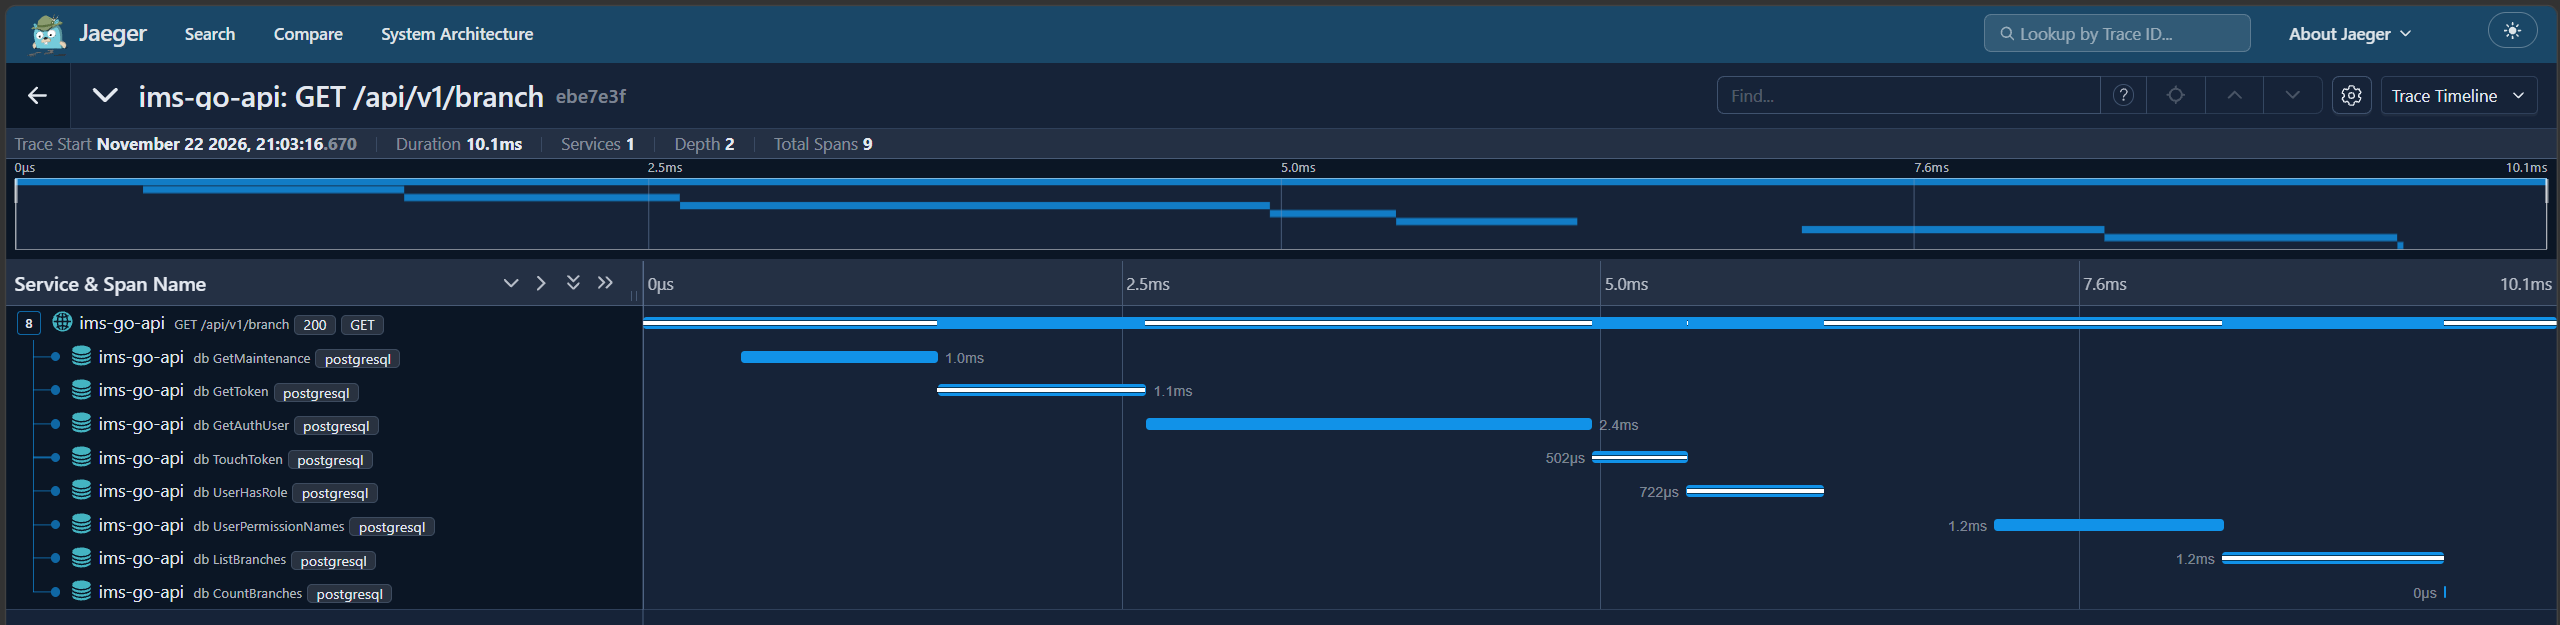 Jaeger Search Compare System Architecture Lookup by Trace ID... About Jaeger
ims-go-api: GET /api/v1/branch ebe7e3f Find... ? Trace Timeline
Trace Start November 22 2026, 21:03:16.670 Duration 10.1ms Services 1 Depth 2 Total Spans 9
0μs 2.5ms 5.0ms 7.6ms 10.1ms
Service & Span Name 0μs 2.5ms 5.0ms 7.6ms 10.1ms
8 ims-go-api GET /api/v1/branch 200 GET
ims-go-api db GetMaintenance postgresql 1.0ms
ims-go-api db GetToken postgresql 1.1ms
ims-go-api db GetAuthUser postgresql 2.4ms
ims-go-api db TouchToken postgresql 502μs
ims-go-api db UserHasRole postgresql 722μs
ims-go-api db UserPermissionNames postgresql 1.2ms
ims-go-api db ListBranches postgresql 1.2ms
ims-go-api db CountBranches postgresql 0μs